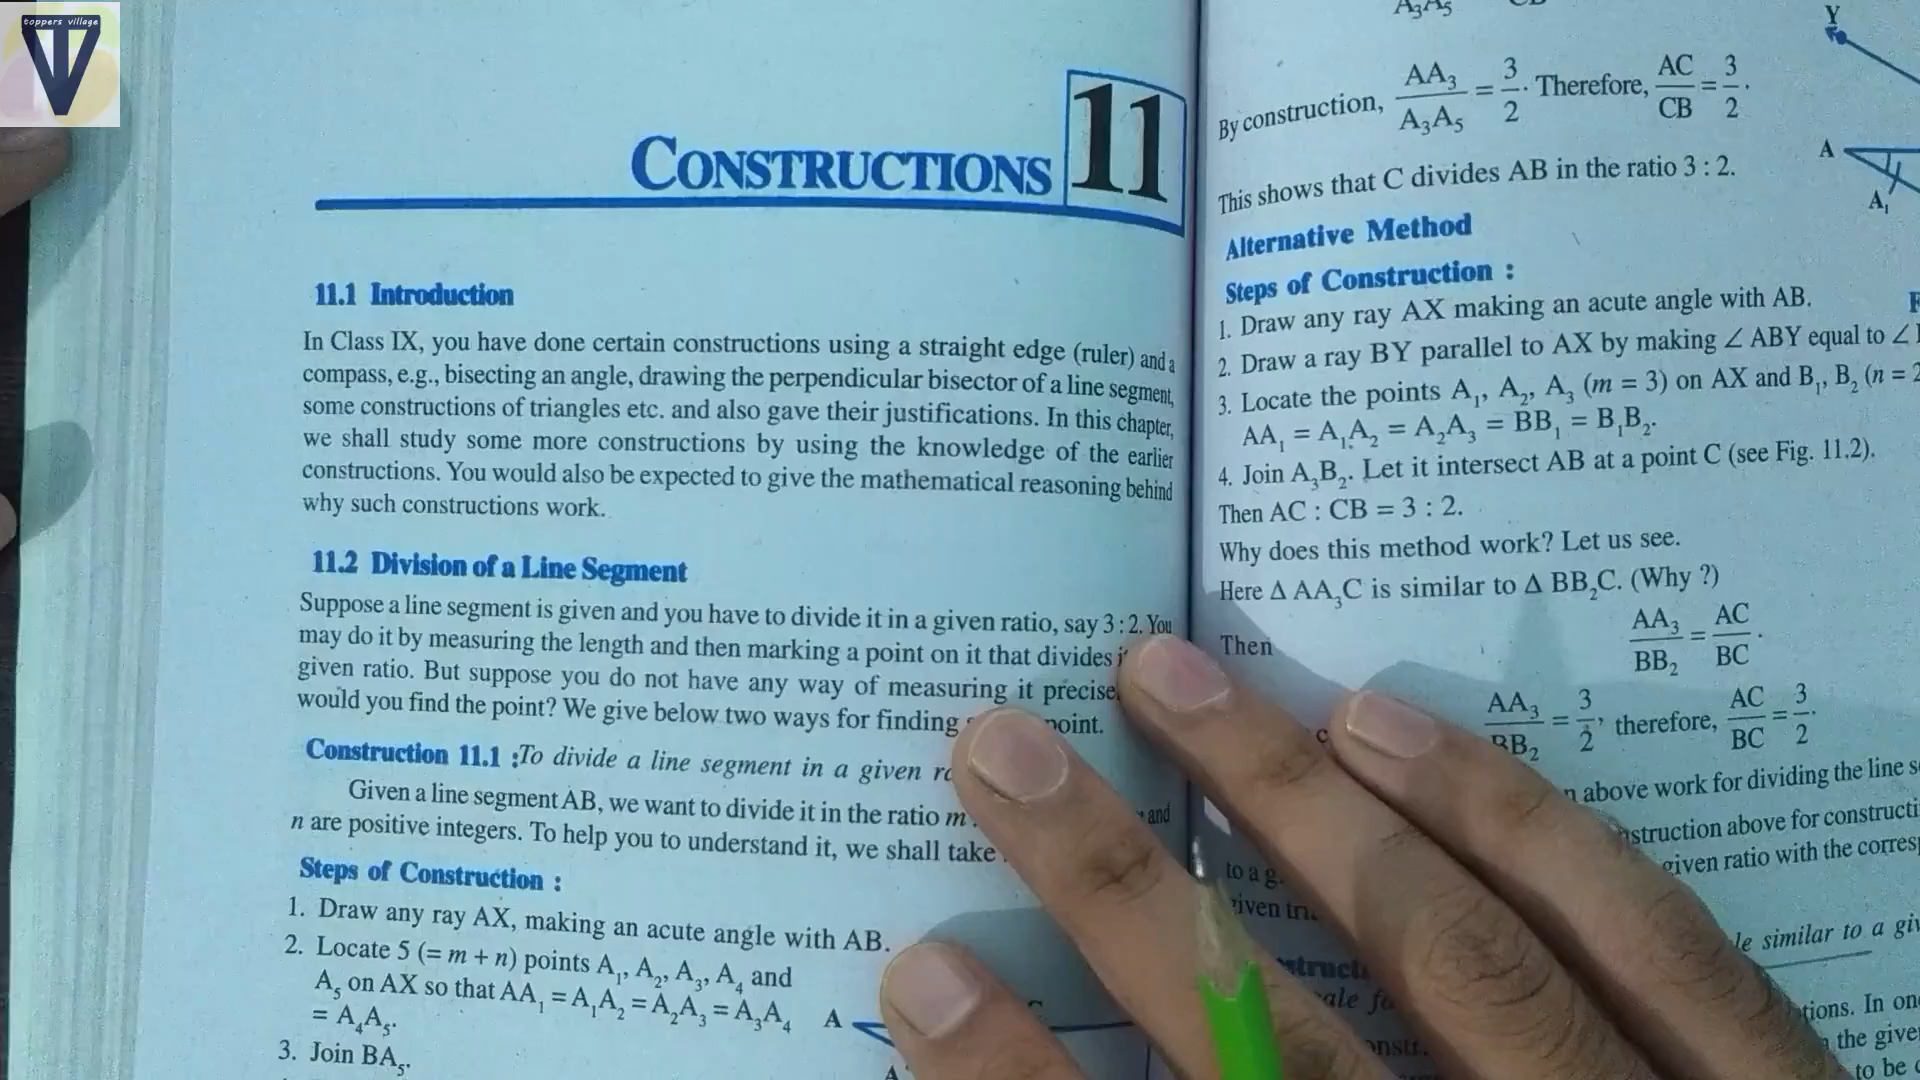 toppers village
TV
CONSTRUCTIONS 11
11.1 Introduction
In Class IX, you have done certain constructions using a straight edge (ruler) and a
compass, e.g., bisecting an angle, drawing the perpendicular bisector of a line segment,
some constructions of triangles etc. and also gave their justifications. In this chapter,
we shall study some more constructions by using the knowledge of the earlier
constructions. You would also be expected to give the mathematical reasoning behind
why such constructions work.
11.2 Division of a Line Segment
Suppose a line segment is given and you have to divide it in a given ratio, say 3 : 2. You
may do it by measuring the length and then marking a point on it that divides
given ratio. But suppose you do not have any way of measuring it
would you find the point? We give below two ways for finding point.
Construction 11.1 : To divide a line segment in a given
Given a line segment AB, we want to divide it in the ratio m and
n are positive integers. To help you to understand it, we shall take
Steps of Construction :
1. Draw any ray AX, making an acute angle with AB.
2. Locate 5 (= m + n) points A₁, A₂, A₃, A₄ and
A₅ on AX so that AA₁ = A₁A₂ = A₂A₃ = A₃A₄
= A₄A₅.
3. Join BA₅.
A
A₃A₅
By construction, AA₃/A₃A₅ = 3/2. Therefore, AC/CB = 3/2.
This shows that C divides AB in the ratio 3 : 2.
Alternative Method
Steps of Construction :
1. Draw any ray AX making an acute angle with AB.
2. Draw a ray BY parallel to AX by making ∠ ABY equal to ∠
3. Locate the points A₁, A₂, A₃ (m = 3) on AX and B₁, B₂ (n = 2
AA₁ = A₁A₂ = A₂A₃ = BB₁ = B₁B₂.
4. Join A₃B₂. Let it intersect AB at a point C (see Fig. 11.2).
Then AC : CB = 3 : 2.
Why does this method work? Let us see.
Here Δ AA₃C is similar to Δ BB₂C. (Why ?)
Then AA₃/BB₂ = AC/BC.
AA₃/BB₂ = 3/2, therefore, AC/BC = 3/2.
above work for dividing the line
above for
given ratio with the
to a
similar to a
In
the
to be
Y
A
A₁